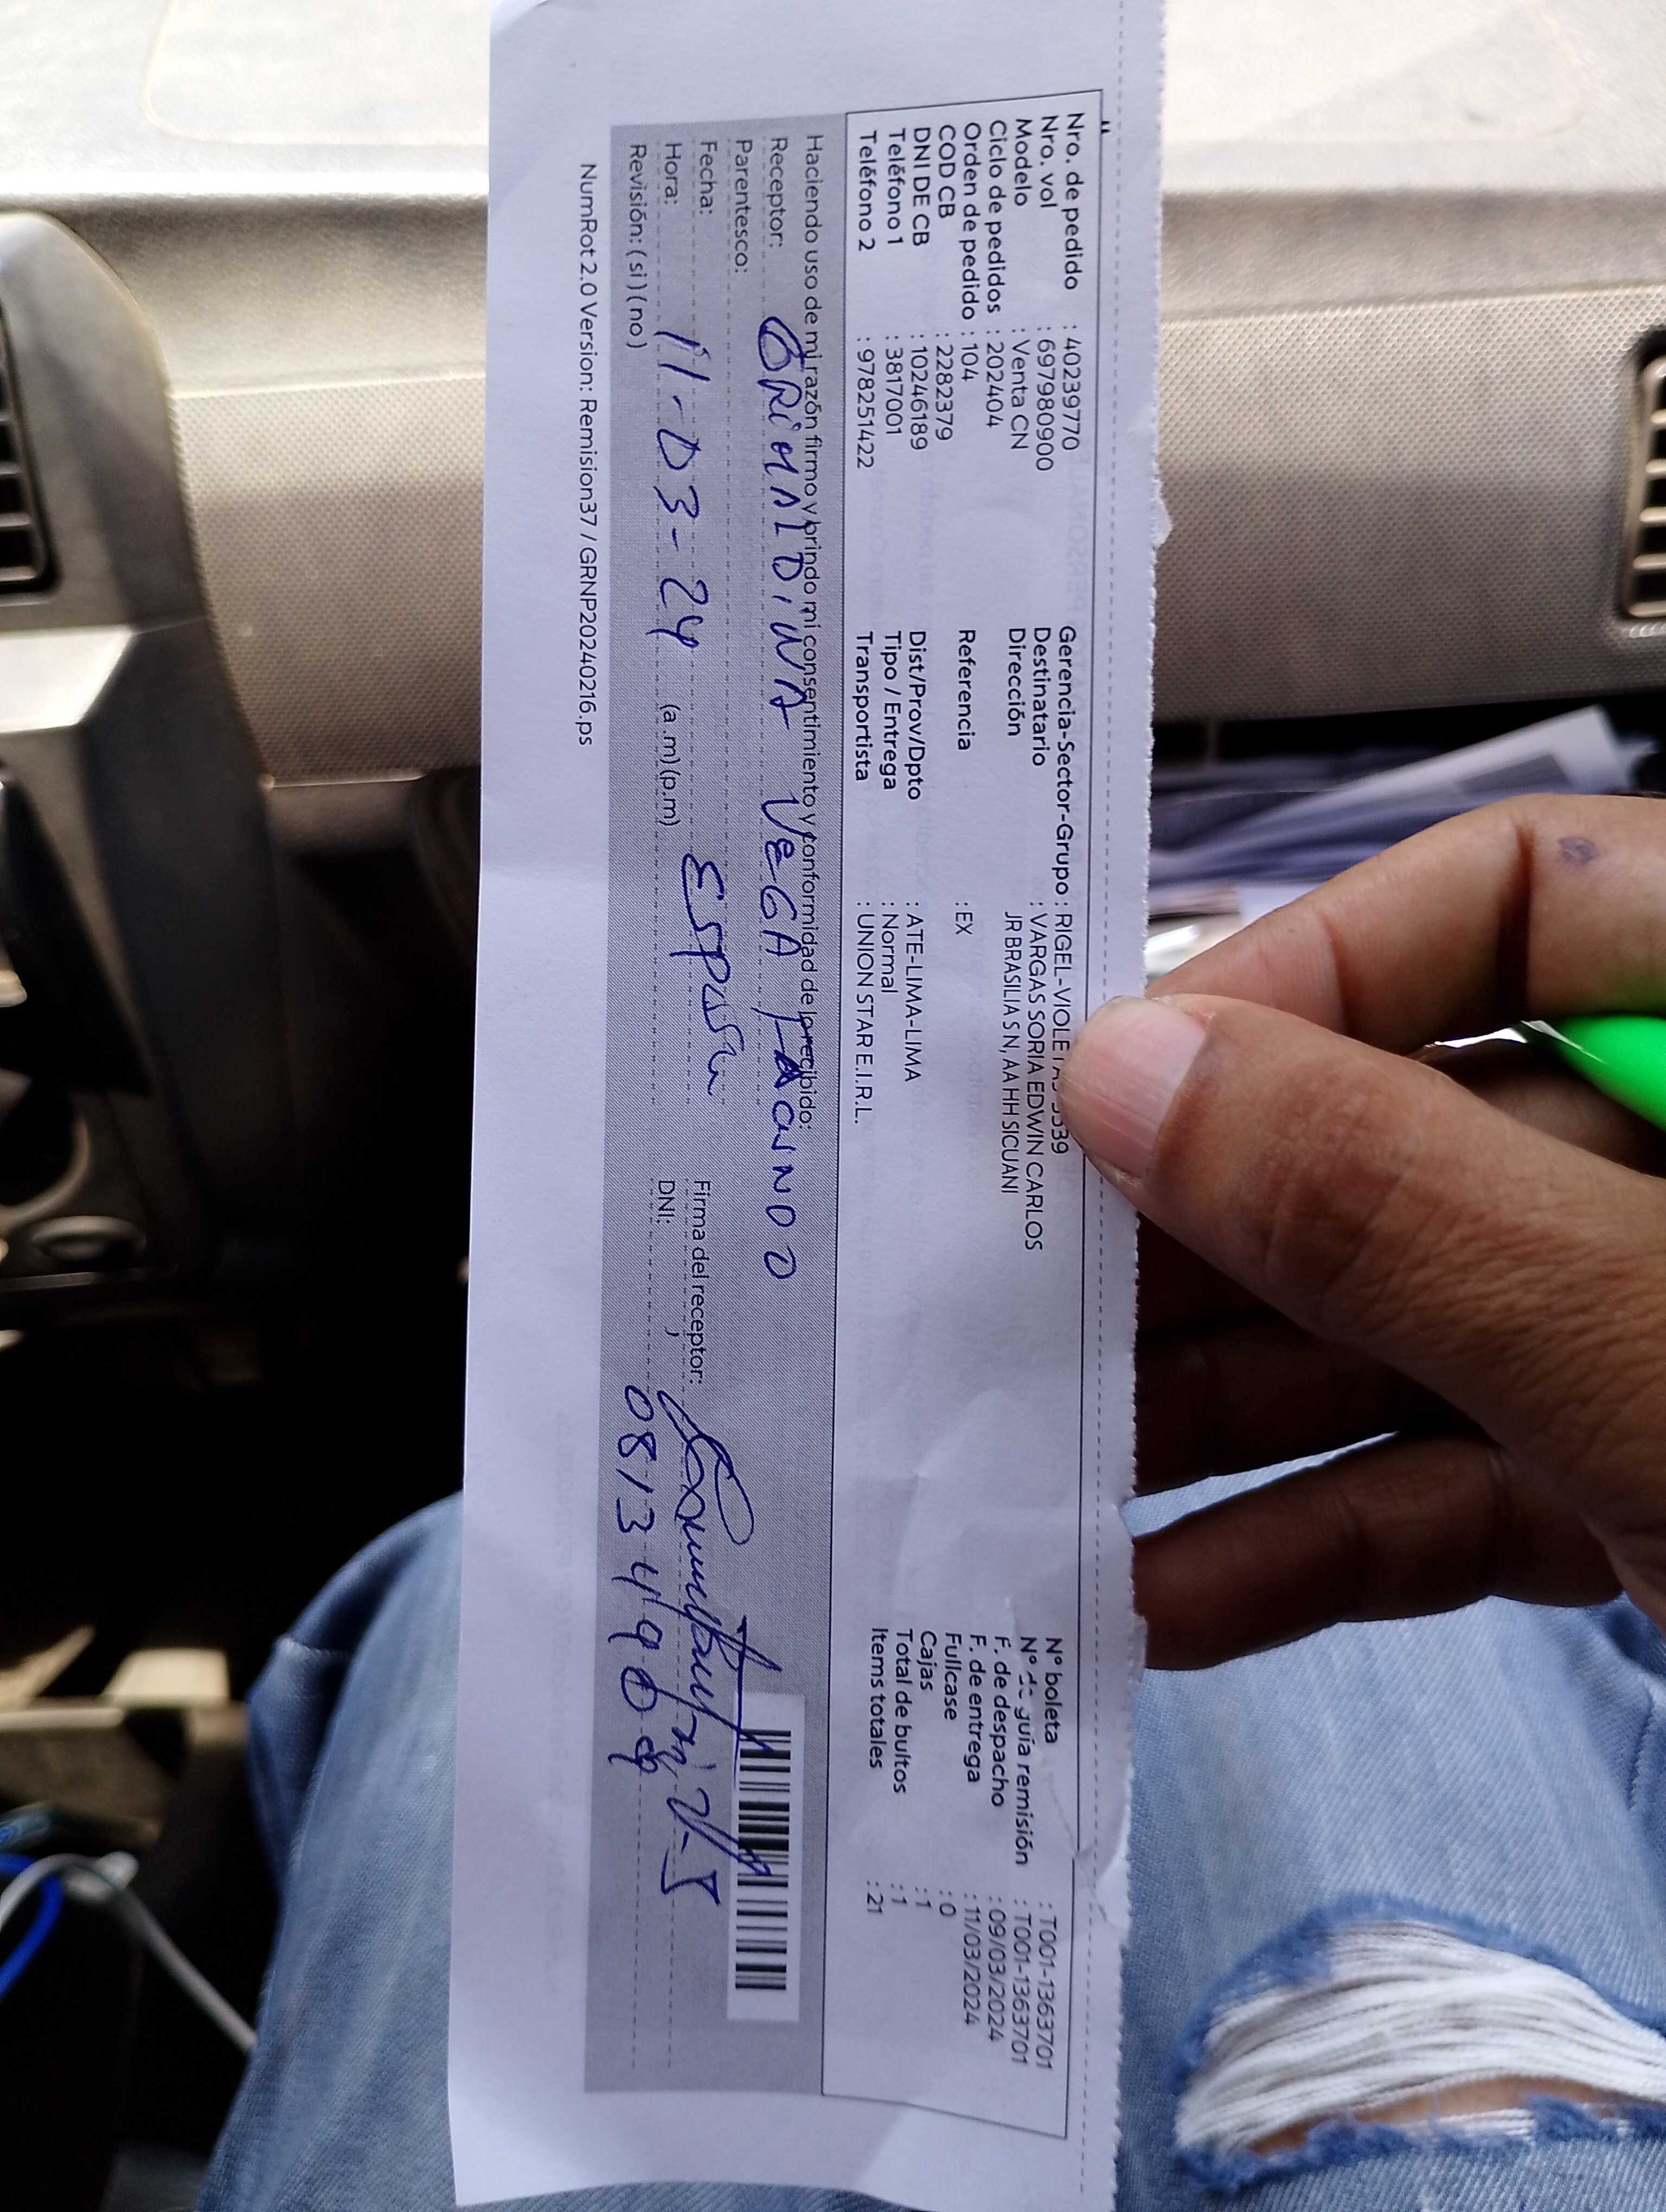 Nro. de pedido : 40239770
Nro. vol : 697980900
Modelo : Venta CN
Ciclo de pedidos : 202404
Orden de pedido : 104
COD CB : 2282379
DNI DE CB : 10246189
Teléfono 1 : 3817001
Teléfono 2 : 978251422
Gerencia-Sector-Grupo : RIGEL-
Destinatario : VARGAS SORIA EDWIN CARLOS
Dirección JR BRASILIA S N, AA HH SICUANI
Referencia : EX
Dist/Prov/Dpto : ATE-LIMA-LIMA
Tipo / Entrega : Normal
Transportista : UNION STAR E.I.R.L.
N° boleta : T001-1363701
N° de guía remisión : T001-1363701
F. de despacho : 09/03/2024
F. de entrega : 11/03/2024
Fullcase : 0
Cajas : 1
Total de bultos : 1
Items totales : 21
Haciendo uso de mi razón firmo y brindo mi consentimiento y conformidad de lo recibido:
Receptor: GRIMALDINA VEGA
Parentesco:
Fecha: 11-03-24
Hora: (a.m)(p.m)
Revisión: (si)(no)
Firma del receptor:
DNI:
NumRot 2.0 Version: Remision37 / GRNP20240216.ps